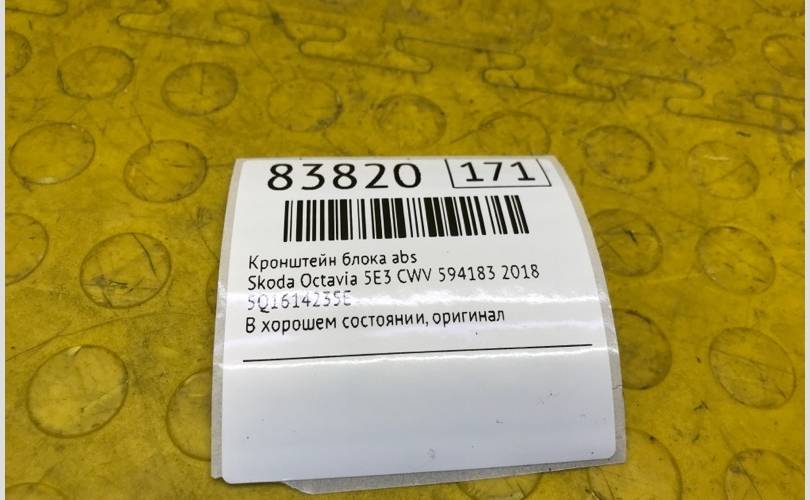 83820 171
Кронштейн блока abs
Skoda Octavia 5E3 CWV 594183 2018
5Q1614235E
В хорошем состоянии, оригинал